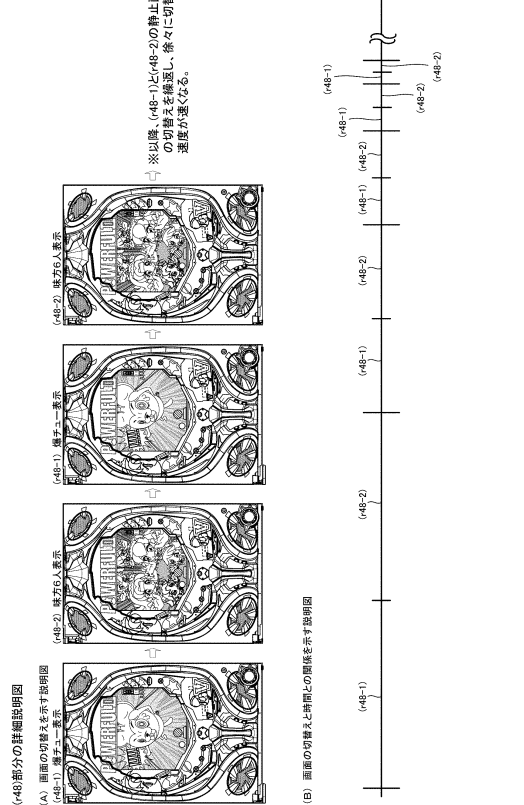 (r48)部分の詳細説明図
(A) 画面の切替えを示す説明図
(r48-1) 爆チュー表示
(r48-2) 味方6人表示
(r48-1) 爆チュー表示
(r48-2) 味方6人表示
POWERFUL
POWERFUL
POWERFUL
POWERFUL
※以降、(r48-1)と(r48-2)の静止
の切替えを繰返し、徐々に切替
速度が速くなる。
(B) 画面の切替えと時間との関係を示す説明図
(r48-1)
(r48-2)
(r48-1)
(r48-2)
(r48-1)
(r48-2)
(r48-1)
(r48-2)
(r48-1)
(r48-2)